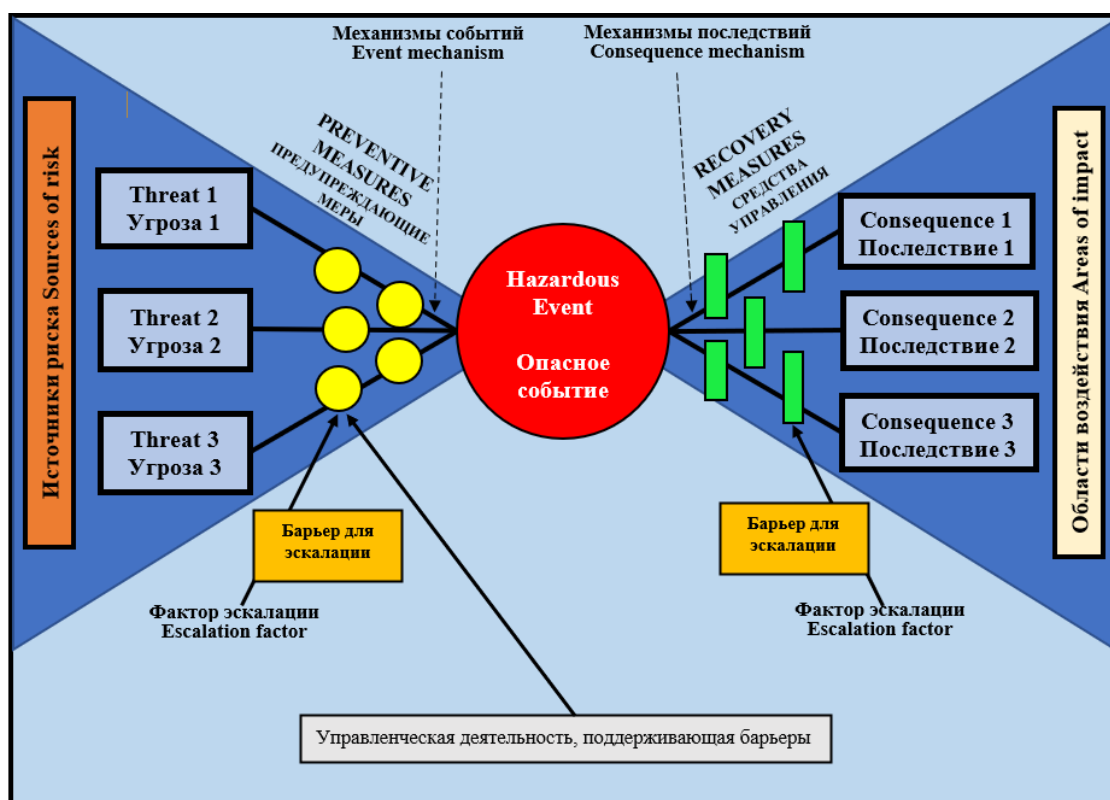 Механизмы событий
Event mechanism
Механизмы последствий
Consequence mechanism
PREVENTIVE
MEASURES
ПРЕДУПРЕЖДАЮЩИЕ
МЕРЫ
RECOVERY
MEASURES
СРЕДСТВА
УПРАВЛЕНИЯ
Источники риска Sources of risk
Threat 1
Угроза 1
Threat 2
Угроза 2
Threat 3
Угроза 3
Hazardous
Event
Опасное
событие
Consequence 1
Последствие 1
Consequence 2
Последствие 2
Consequence 3
Последствие 3
Области воздействия Areas of impact
Барьер для
эскалации
Фактор эскалации
Escalation factor
Барьер для
эскалации
Фактор эскалации
Escalation factor
Управленческая деятельность, поддерживающая барьеры